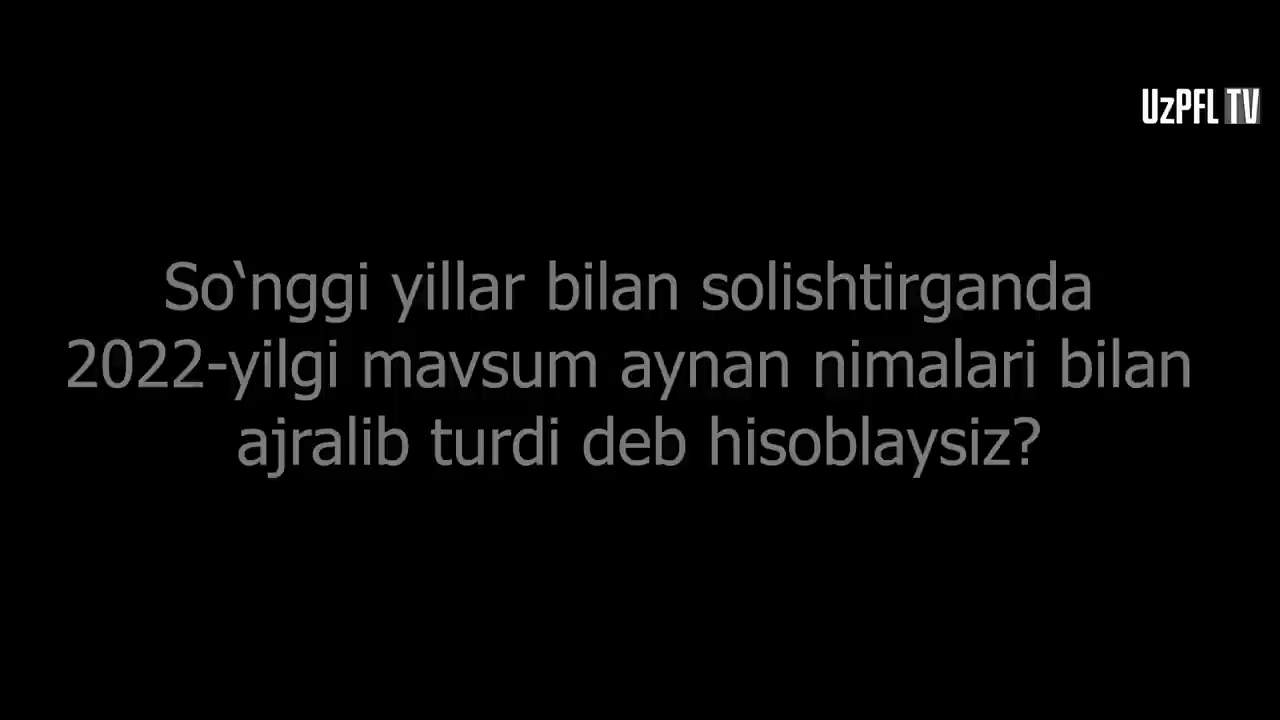 UzPFL TV
So‘nggi yillar bilan solishtirganda
2022-yilgi mavsum aynan nimalari bilan
ajralib turdi deb hisoblaysiz?